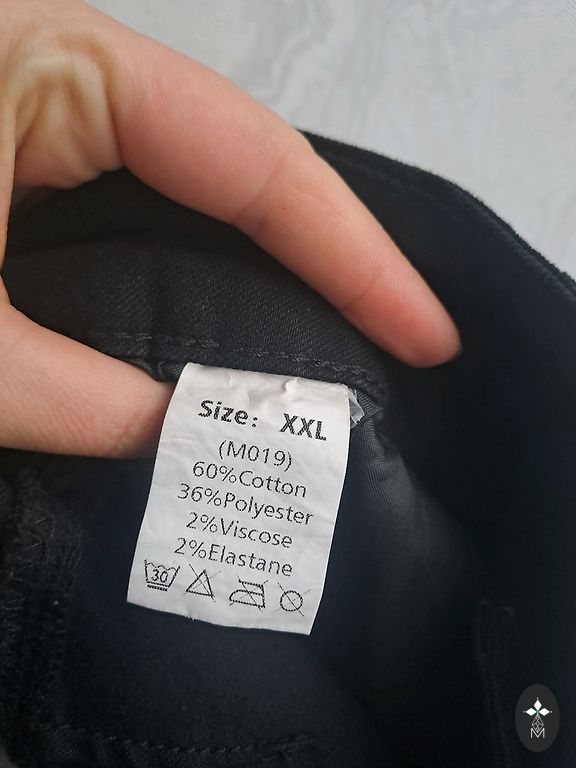 Size: XXL
(M019)
60%Cotton
36%Polyester
2%Viscose
2%Elastane
30
M